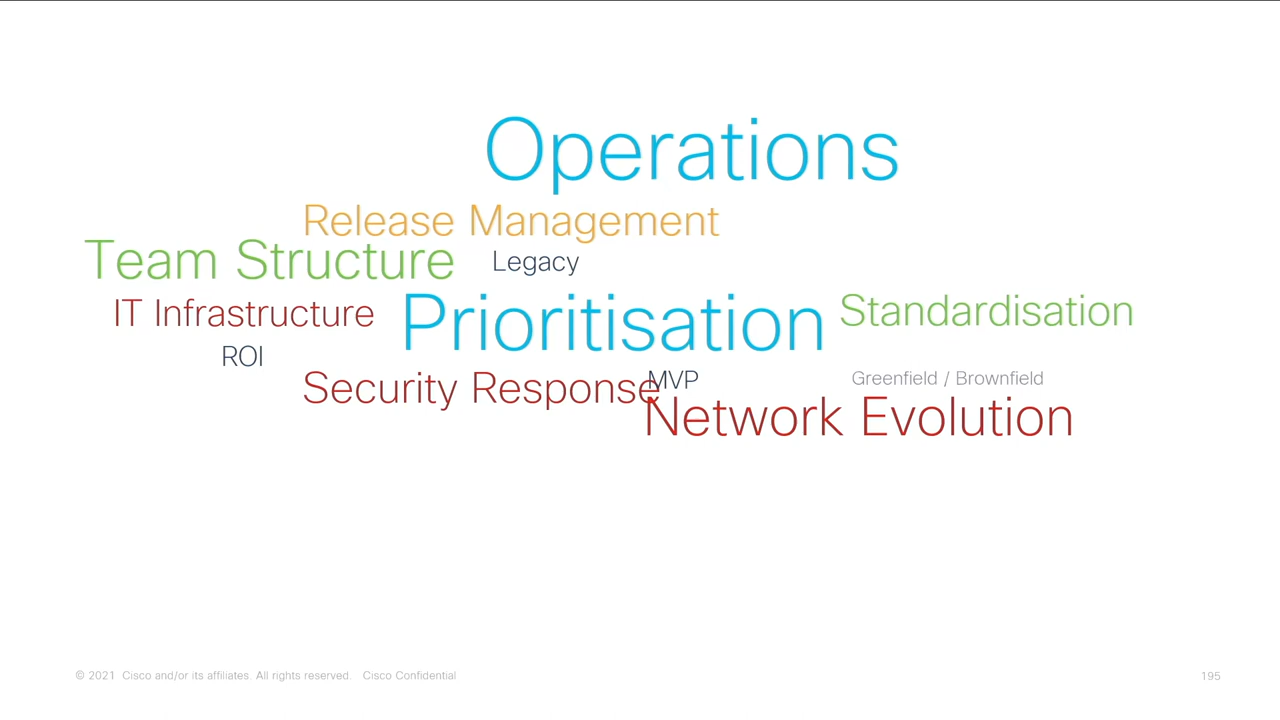 Operations
Release Management
Team Structure
Legacy
IT Infrastructure
Prioritisation
Standardisation
ROI
Security Response
MVP
Greenfield / Brownfield
Network Evolution
© 2021 Cisco and/or its affiliates. All rights reserved. Cisco Confidential
195